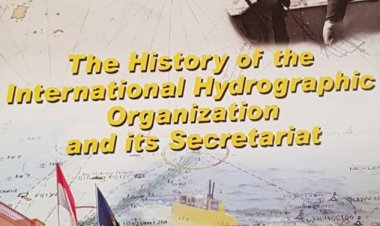 The History of the
International Hydrographic
Organization
and its Secretariat